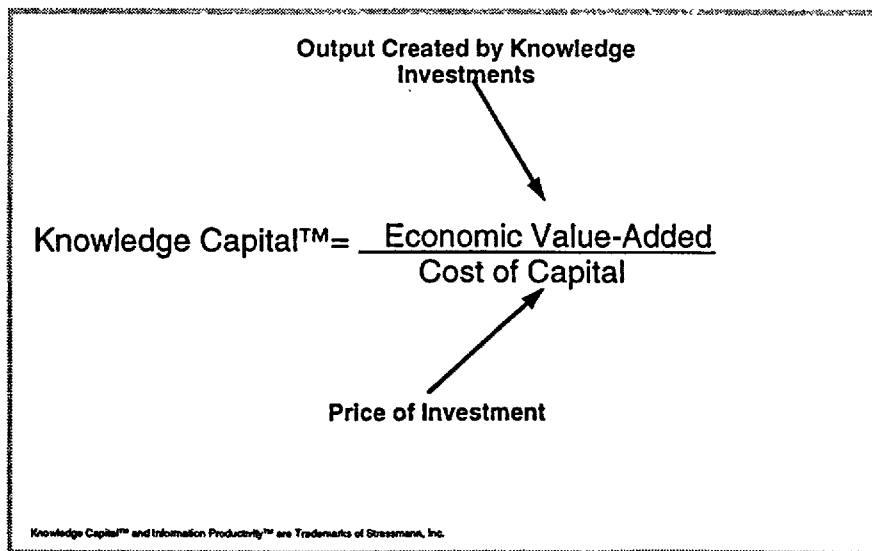 Output Created by Knowledge
Investments
Knowledge Capital™= Economic Value-Added
Cost of Capital
Price of Investment
Knowledge Capital™ and Information Productivity™ are Trademarks of Strassmann, Inc.